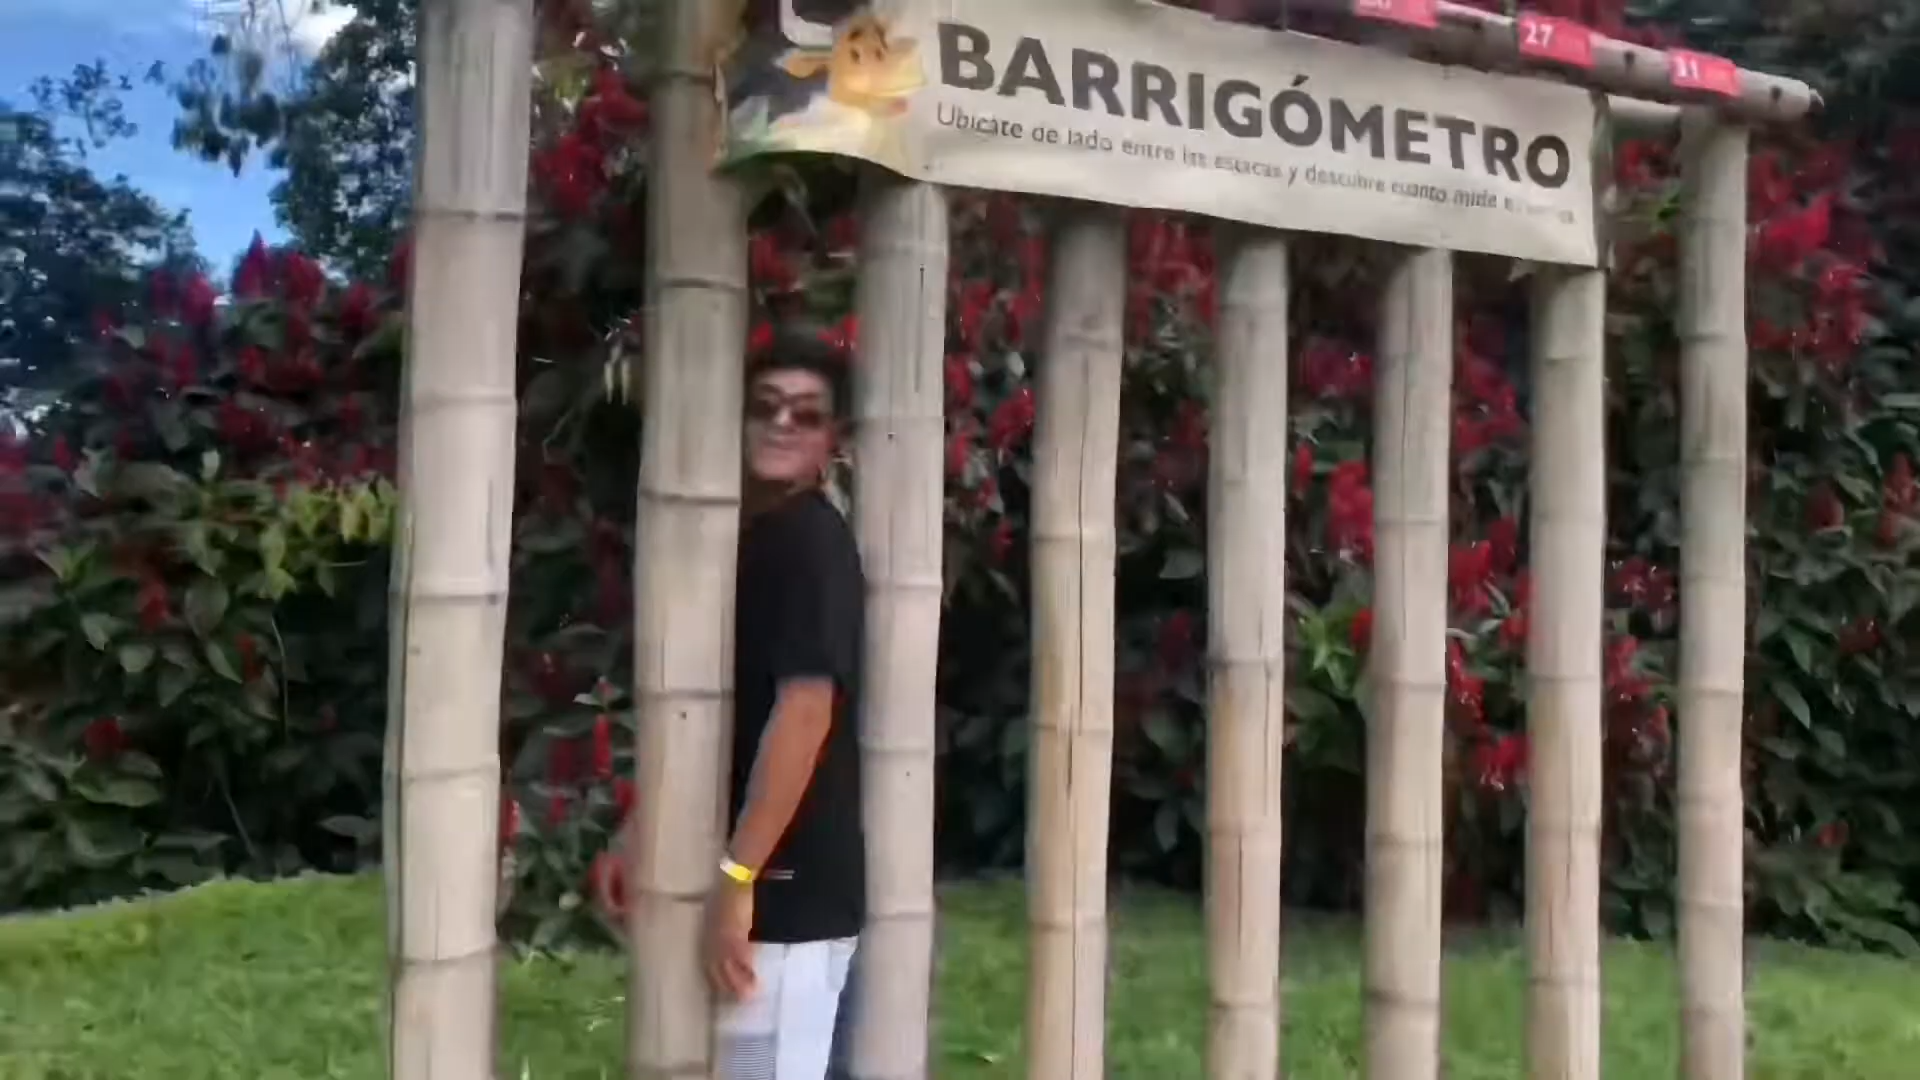 27
31
BARRIGÓMETRO
Ubícate de lado entre las estacas y descubre cuanto mide